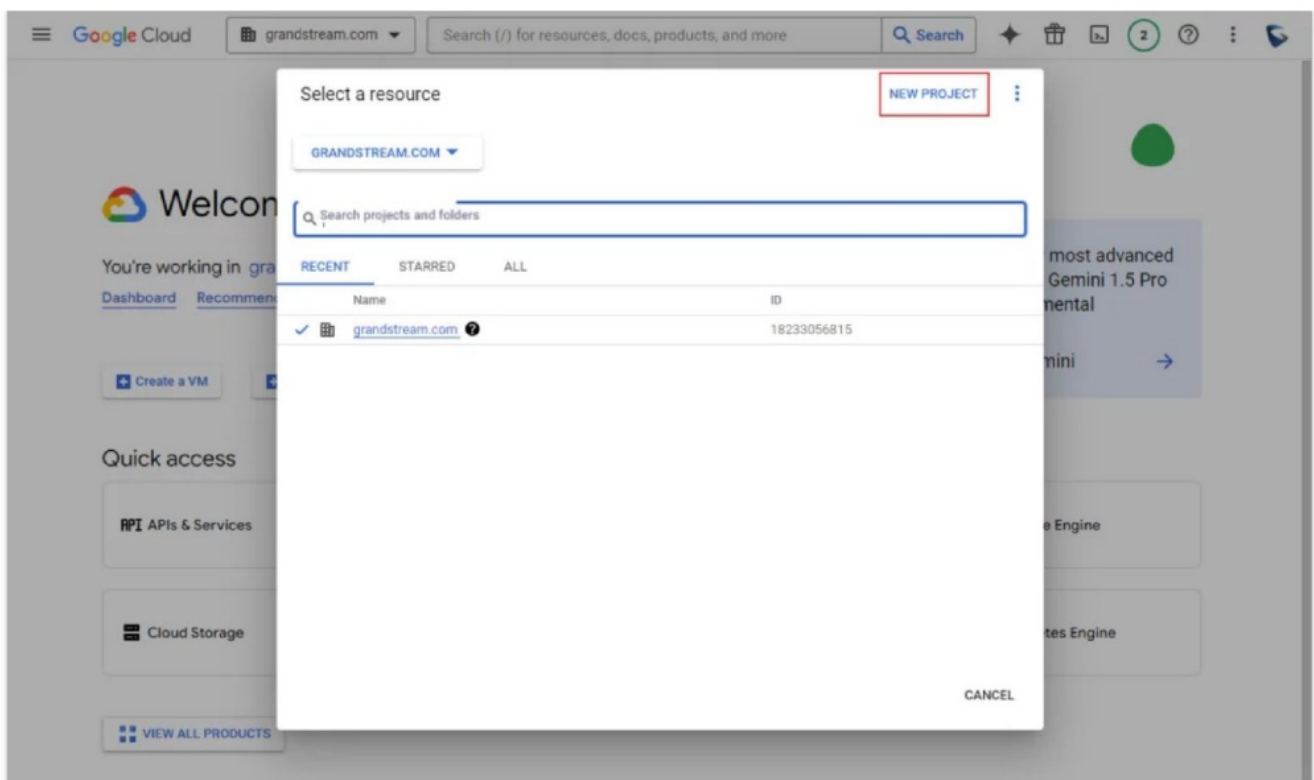 Google Cloud
grandstream.com
Search (/) for resources, docs, products, and more
Search
2
Select a resource
NEW PROJECT
GRANDSTREAM.COM
Search projects and folders
RECENT
STARRED
ALL
Name
ID
grandstream.com
18233056815
CANCEL
Welcon
You're working in gra
Dashboard
Recommen
most advanced
Gemini 1.5 Pro
mental
mini
Create a VM
Quick access
API APIs & Services
e Engine
Cloud Storage
tes Engine
VIEW ALL PRODUCTS